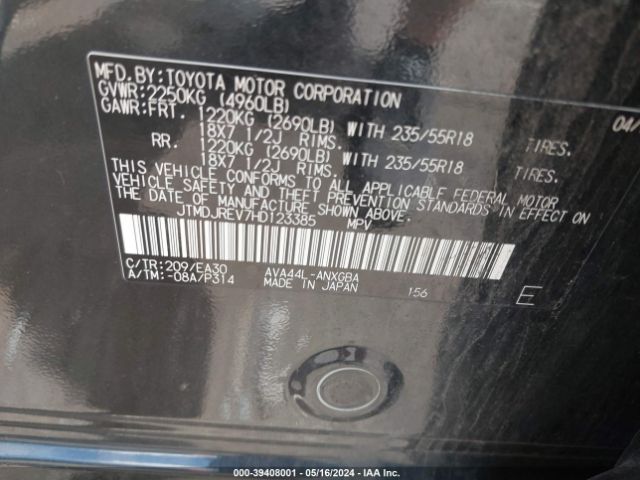 MFD.BY:TOYOTA MOTOR CORPORATION
GVWR:2250KG (4960LB) 04/
GAWR:FRT. 1220KG (2690LB) WITH 235/55R18 TIRES.
18X7 1/2J RIMS.
RR. 1220KG (2690LB) WITH 235/55R18 TIRES.
18X7 1/2J RIMS.
THIS VEHICLE CONFORMS TO ALL APPLICABLE FEDERAL MOTOR
VEHICLE SAFETY AND THEFT PREVENTION STANDARDS IN EFFECT ON
THE DATE OF MANUFACTURE SHOWN ABOVE.
JTMDJREV7HD123385 MPV
C/TR:209/EA30 AVA44L-ANXGBA
A/TM:-08A/P314 MADE IN JAPAN 156 E
000-39408001 - 05/16/2024 - IAA Inc.